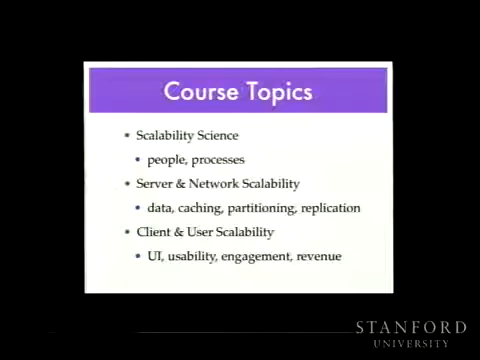 Course Topics
• Scalability Science
• people, processes
• Server & Network Scalability
• data, caching, partitioning, replication
• Client & User Scalability
• UI, usability, engagement, revenue
STANFORD
UNIVERSITY